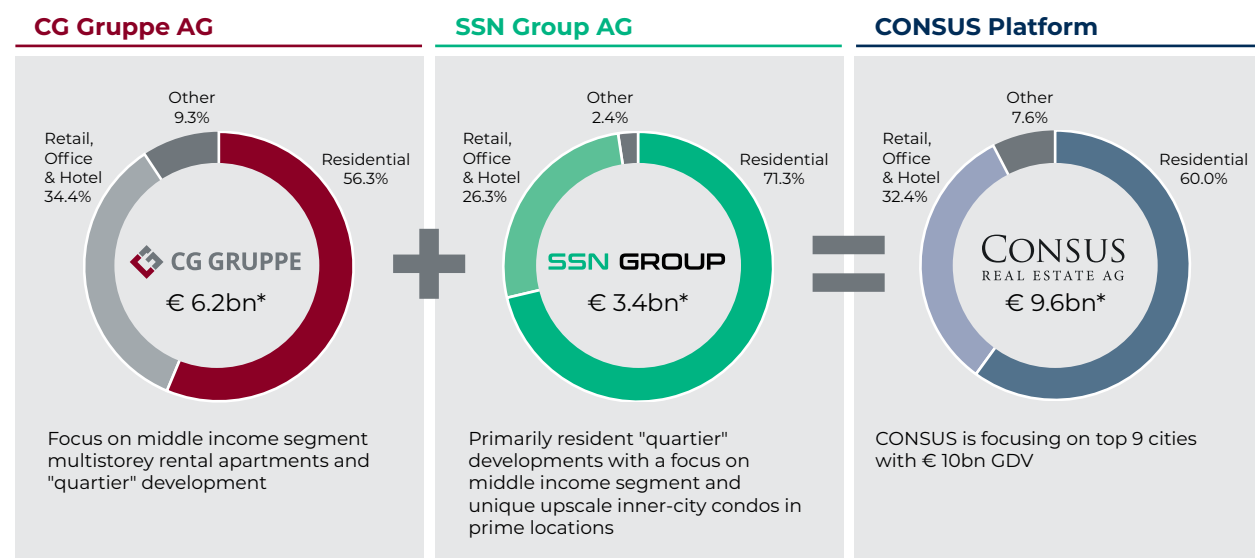 CG Gruppe AG
Other
9.3%
Retail,
Office
& Hotel
34.4%
Residential
56.3%
CG GRUPPE
€ 6.2bn*
Focus on middle income segment
multistorey rental apartments and
"quartier" development
+
SSN Group AG
Other
2.4%
Retail,
Office
& Hotel
26.3%
Residential
71.3%
SSN GROUP
€ 3.4bn*
Primarily resident "quartier"
developments with a focus on
middle income segment and
unique upscale inner-city condos in
prime locations
=
CONSUS Platform
Other
7.6%
Retail,
Office
& Hotel
32.4%
Residential
60.0%
CONSUS
REAL ESTATE AG
€ 9.6bn*
CONSUS is focusing on top 9 cities
with € 10bn GDV